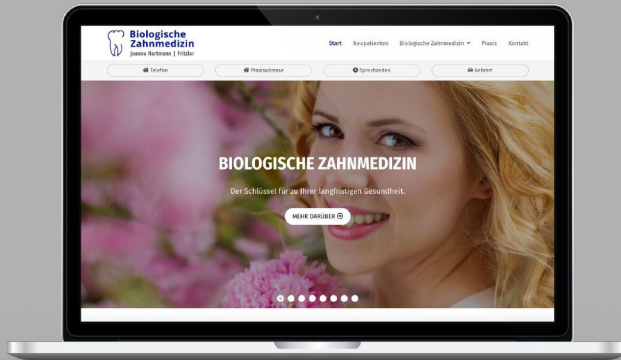 Biologische
Zahnmedizin
Joanna Hartmann | Fritzlar
Start Neupatienten Biologische Zahnmedizin Praxis Kontakt
Telefon Praxisadresse Sprechzeiten Anfahrt
BIOLOGISCHE ZAHNMEDIZIN
Der Schlüssel für zu Ihrer langfristigen Gesundheit.
MEHR DARÜBER